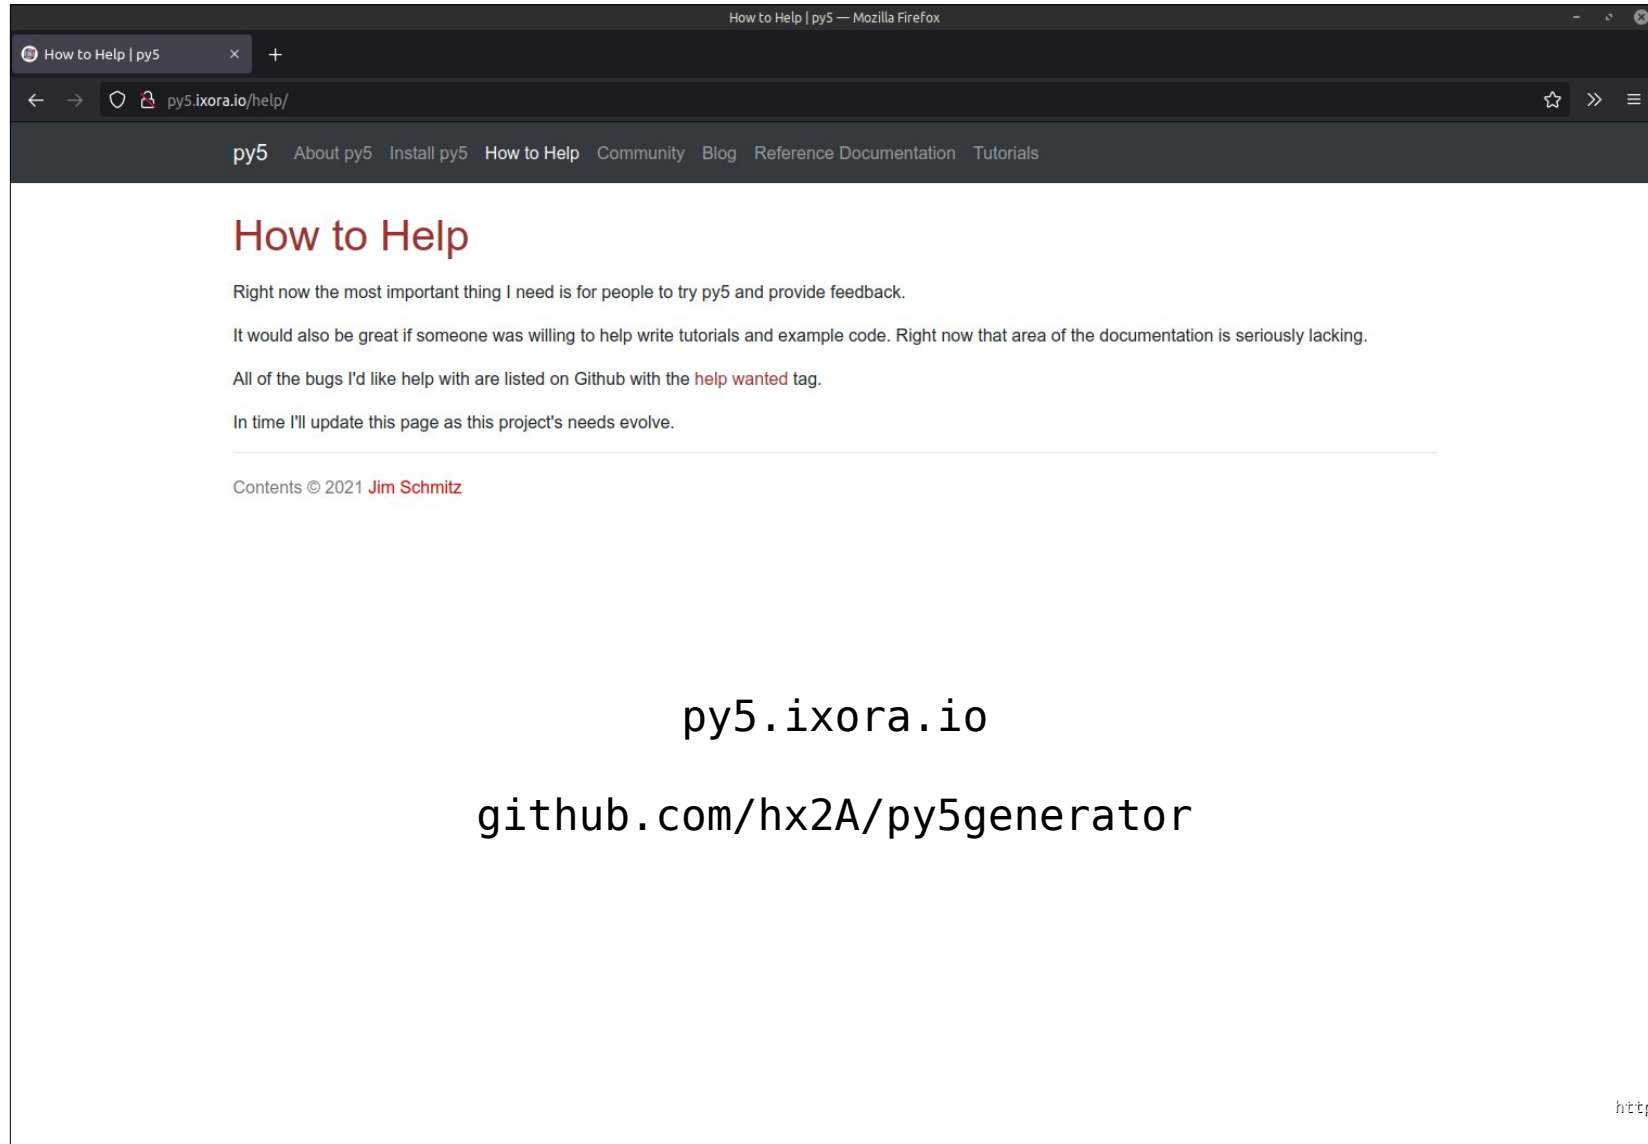 How to Help | py5 — Mozilla Firefox
How to Help | py5
py5.ixora.io/help/
py5 About py5 Install py5 How to Help Community Blog Reference Documentation Tutorials
How to Help
Right now the most important thing I need is for people to try py5 and provide feedback.
It would also be great if someone was willing to help write tutorials and example code. Right now that area of the documentation is seriously lacking.
All of the bugs I'd like help with are listed on Github with the help wanted tag.
In time I'll update this page as this project's needs evolve.
Contents © 2021 Jim Schmitz
py5.ixora.io
github.com/hx2A/py5generator